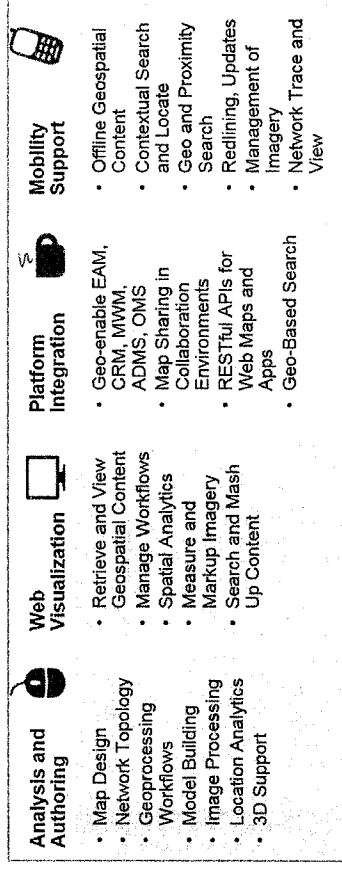 Analysis and
Authoring
• Map Design
• Network Topology
• Geoprocessing
Workflows
• Model Building
• Image Processing
• Location Analytics
• 3D Support
Web
Visualization
• Retrieve and View
Geospatial Content
• Manage Workflows
• Spatial Analytics
• Measure and
Markup Imagery
• Search and Mash
Up Content
Platform
Integration
• Geo-enable EAM,
CRM, MWM,
ADMS, OMS
• Map Sharing in
Collaboration
Environments
• RESTful APIs for
Web Maps and
Apps
• Geo-Based Search
Mobility
Support
• Offline Geospatial
Content
• Contextual Search
and Locate
• Geo and Proximity
Search
• Redlining, Updates
• Management of
Imagery
• Network Trace and
View